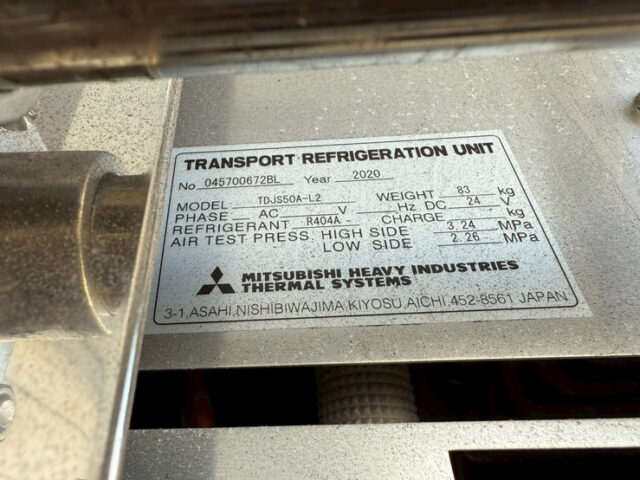 TRANSPORT REFRIGERATION UNIT
No 045700672BL Year 2020
MODEL TDJS50A-L2 WEIGHT 83 kg
PHASE AC V Hz DC 24 V
REFRIGERANT R404A CHARGE kg
AIR TEST PRESS. HIGH SIDE 3.24 MPa
LOW SIDE 2.26 MPa
MITSUBISHI HEAVY INDUSTRIES
THERMAL SYSTEMS
3-1,ASAHI,NISHIBIWAJIMA,KIYOSU,AICHI,452-8561 JAPAN